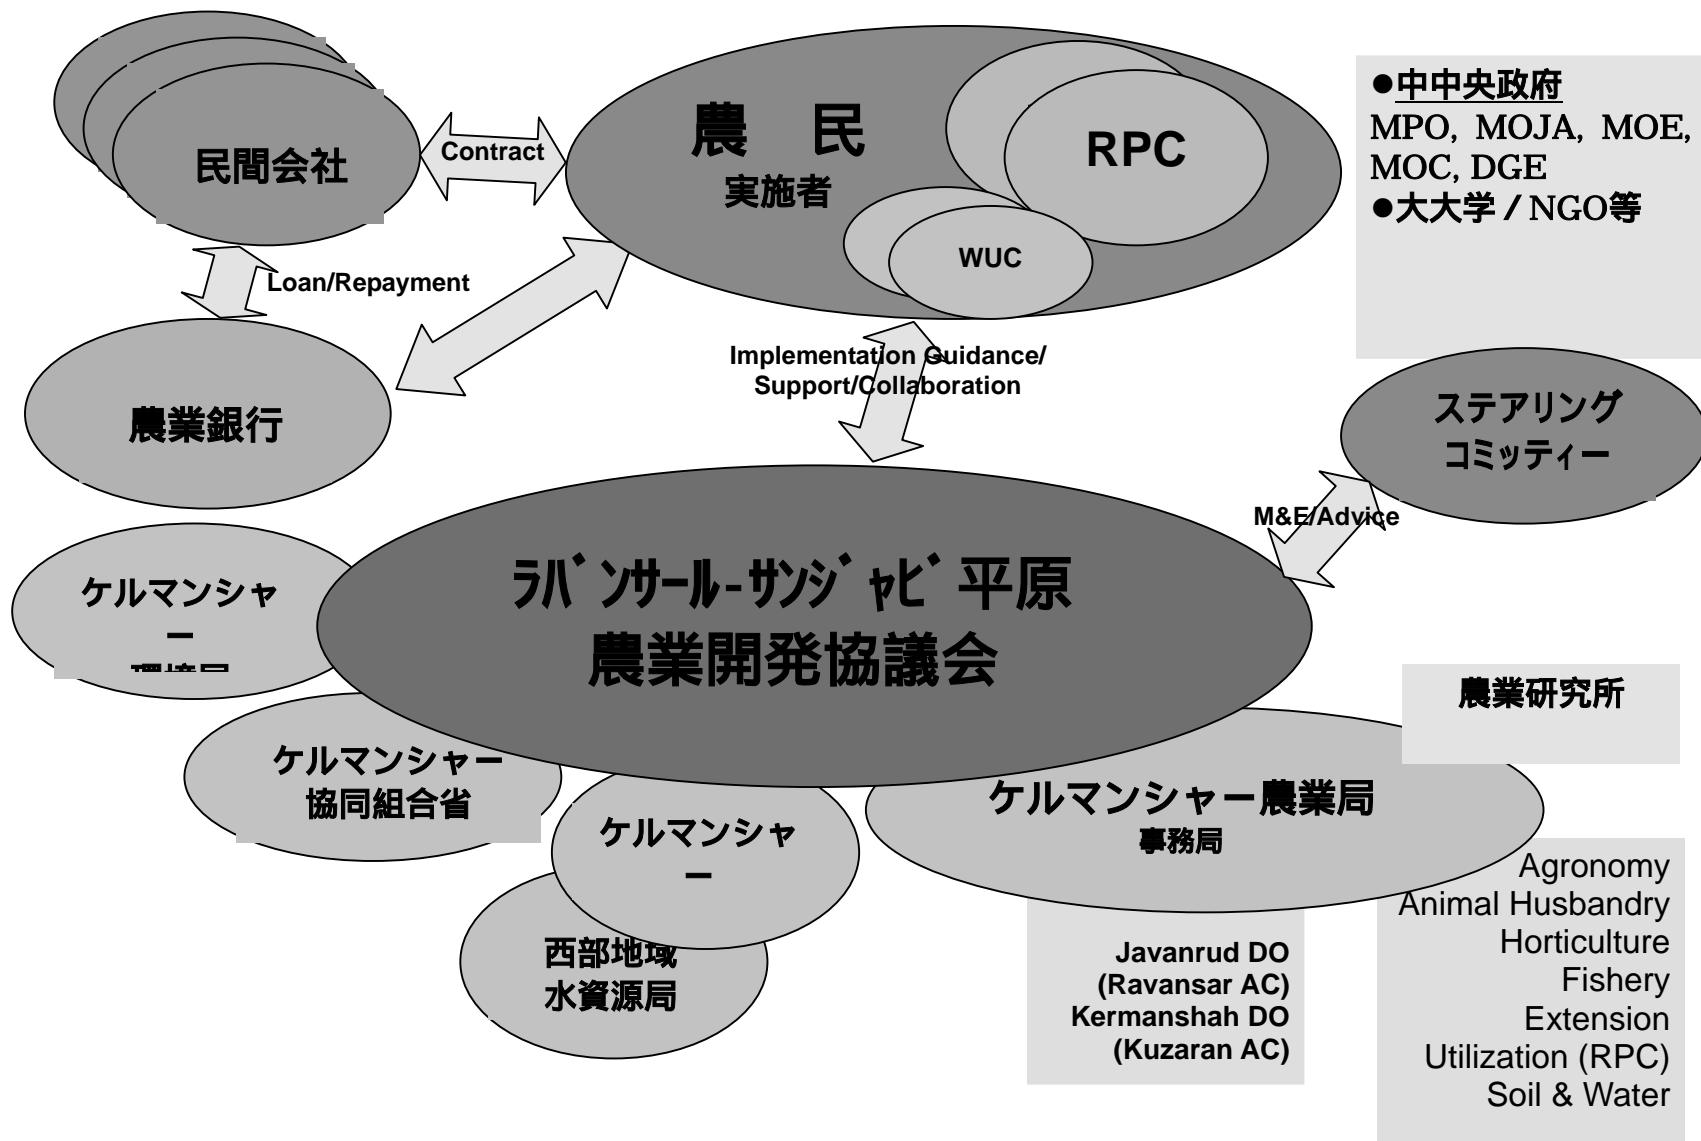 民間会社
Contract
農 民
実施者
RPC
WUC
●中中央政府
MPO, MOJA, MOE,
MOC, DGE
●大大学 / NGO等
Loan/Repayment
Implementation Guidance/
Support/Collaboration
農業銀行
ステアリング
コミッティー
M&E/Advice
ケルマンシャ
ー
環境局
ﾗﾊﾞﾝｻｰﾙ-ｻﾝｼﾞｬﾋﾞ平原
農業開発協議会
農業研究所
ケルマンシャー
協同組合省
ケルマンシャ
ー
ケルマンシャー農業局
事務局
西部地域
水資源局
Javanrud DO
(Ravansar AC)
Kermanshah DO
(Kuzaran AC)
Agronomy
Animal Husbandry
Horticulture
Fishery
Extension
Utilization (RPC)
Soil & Water